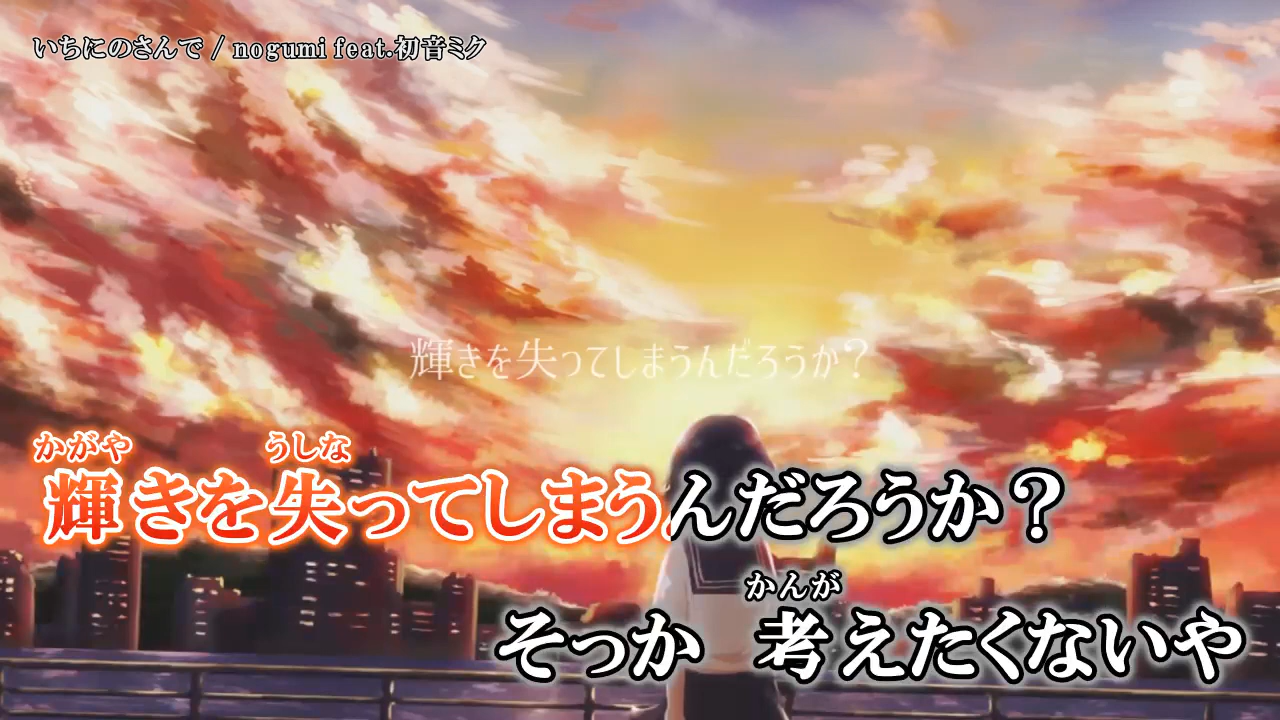 いちにのさんで / nogumi feat.初音ミク
輝きを失ってしまうんだろうか？
かがや うしな
輝きを失ってしまうんだろうか？
かんが
そっか 考えたくないや